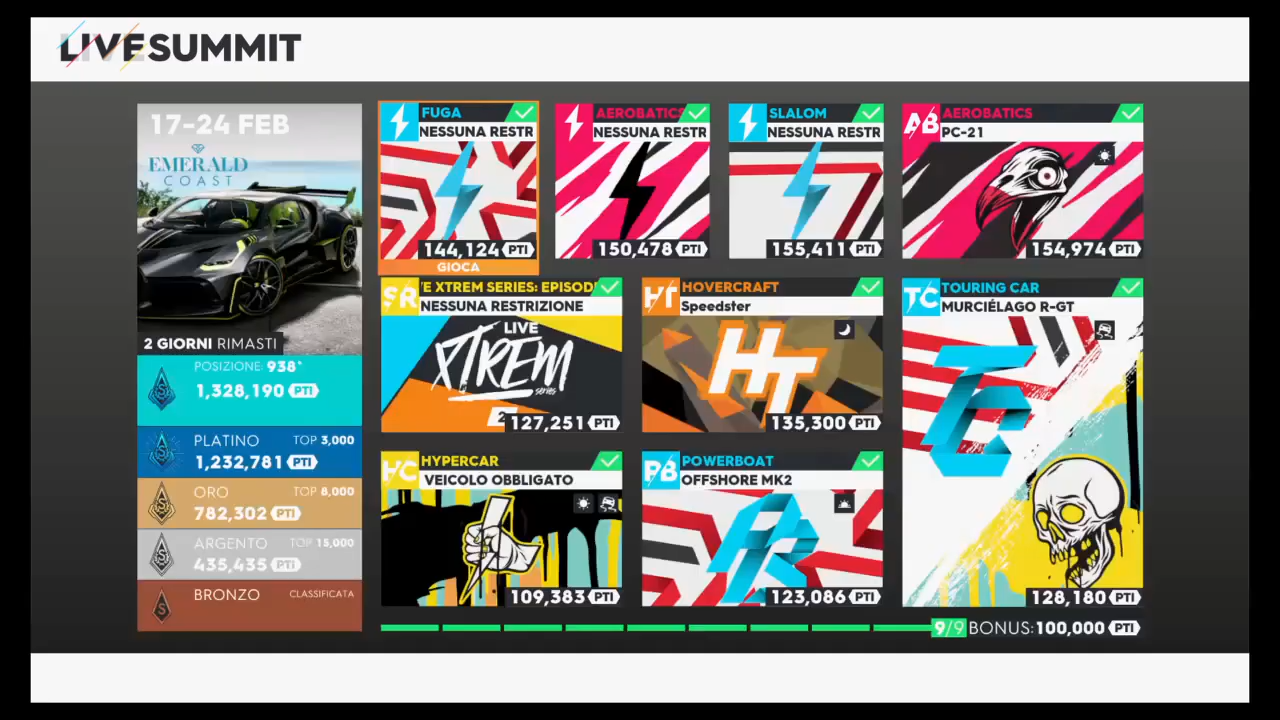 LIVESUMMIT
17-24 FEB
EMERALD
COAST
2 GIORNI RIMASTI
POSIZIONE: 938°
1,328,190 PTI
PLATINO TOP 3,000
1,232,781 PTI
ORO TOP 8,000
782,302 PTI
ARGENTO TOP 15,000
435,435 PTI
BRONZO CLASSIFICATA
FUGA
NESSUNA RESTR
144,124 PTI
GIOCA
AEROBATICS
NESSUNA RESTR
150,478 PTI
SLALOM
NESSUNA RESTR
155,411 PTI
AB AEROBATICS
PC-21
154,974 PTI
SR 'E XTREM SERIES: EPISOD
NESSUNA RESTRIZIONE
LIVE
XTREM
SERIES
127,251 PTI
HT HOVERCRAFT
Speedster
HT
135,300 PTI
TC TOURING CAR
MURCIÉLAGO R-GT
TC
128,180 PTI
HC HYPERCAR
VEICOLO OBBLIGATO
109,383 PTI
PB POWERBOAT
OFFSHORE MK2
123,086 PTI
9/9 BONUS: 100,000 PTI